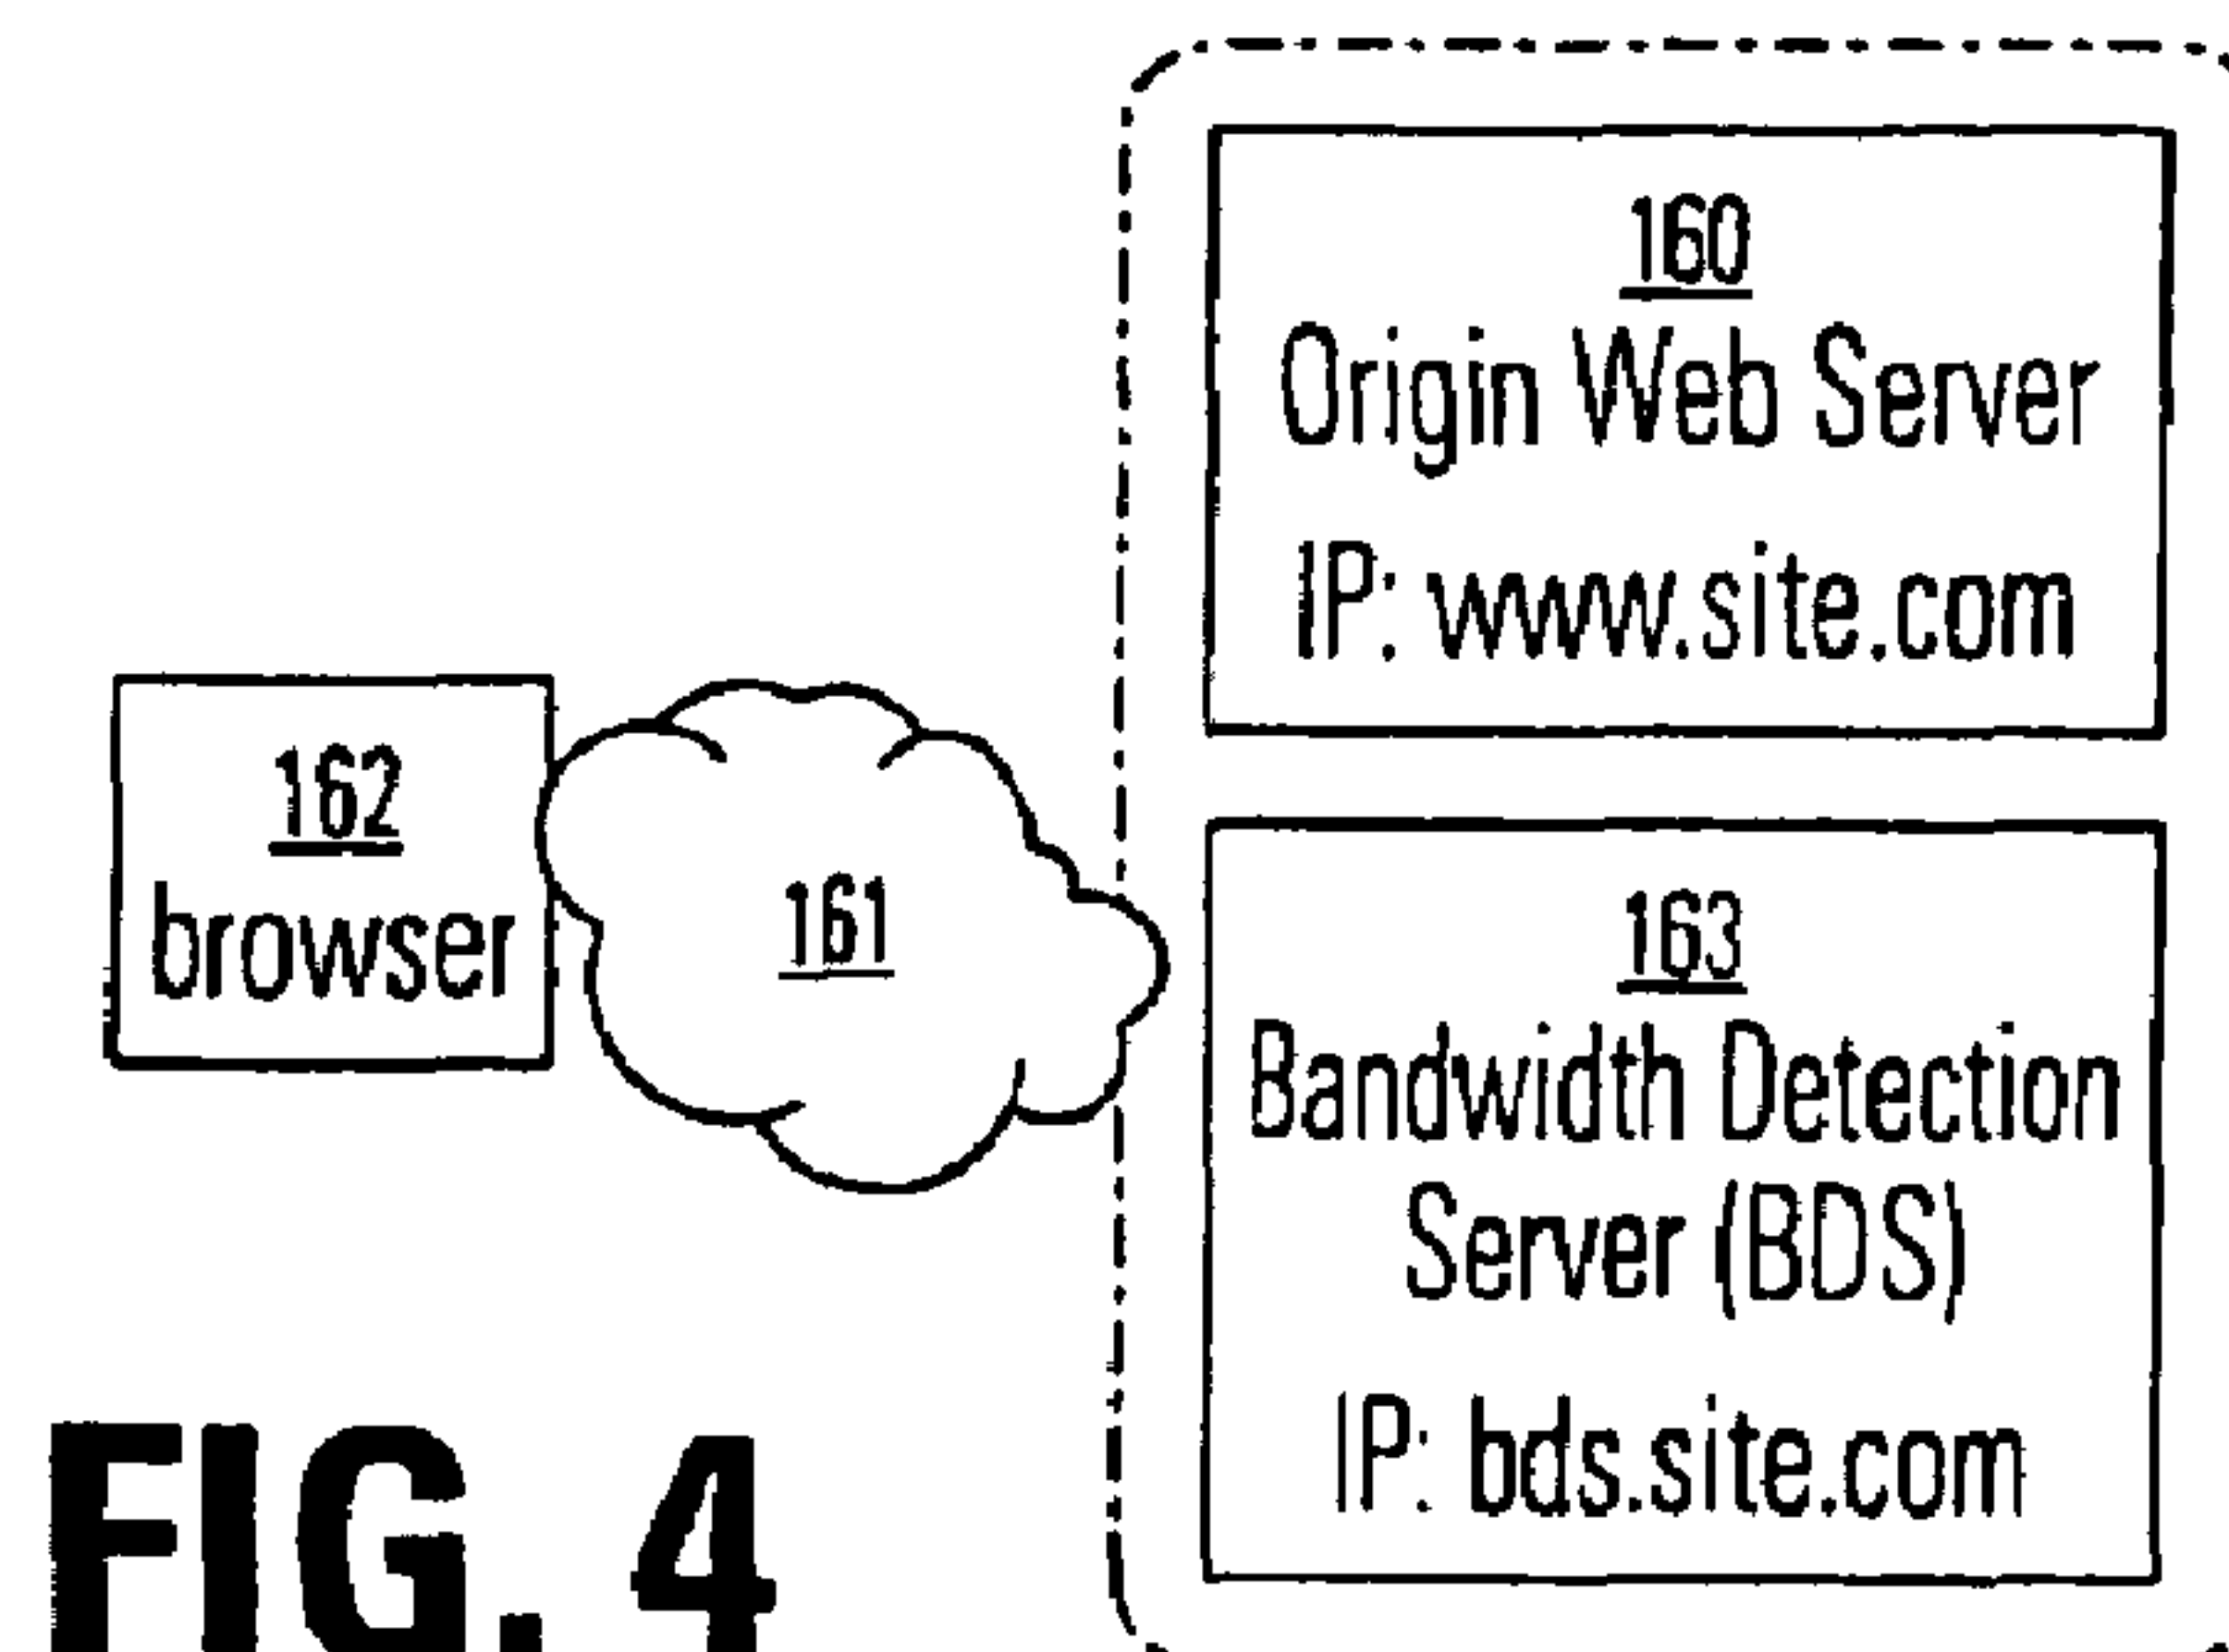 160
Origin Web Server
IP: www.site.com
162
browser
161
163
Bandwidth Detection
Server (BDS)
IP: bds.site.com
FIG. 4